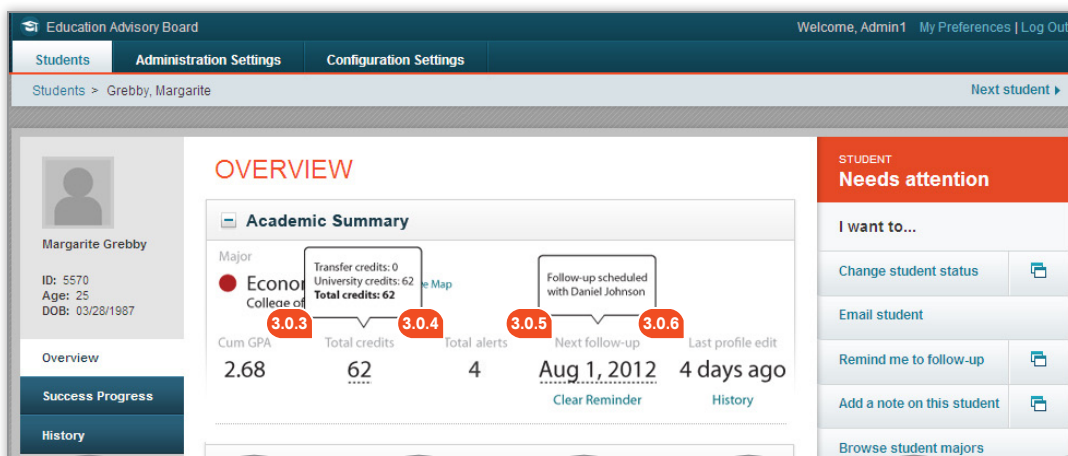 Education Advisory Board
Welcome, Admin1 My Preferences | Log Out
Students Administration Settings Configuration Settings
Students > Grebby, Margarite
Next student
Margarite Grebby
ID: 5570
Age: 25
DOB: 03/28/1987
Overview
Success Progress
History
OVERVIEW
Academic Summary
Major
Econo
College of
e Map
Transfer credits: 0
University credits: 62
Total credits: 62
Follow-up scheduled
with Daniel Johnson
3.0.3 3.0.4 3.0.5 3.0.6
Cum GPA Total credits Total alerts Next follow-up Last profile edit
2.68 62 4 Aug 1, 2012 4 days ago
Clear Reminder History
STUDENT
Needs attention
I want to...
Change student status
Email student
Remind me to follow-up
Add a note on this student
Browse student majors